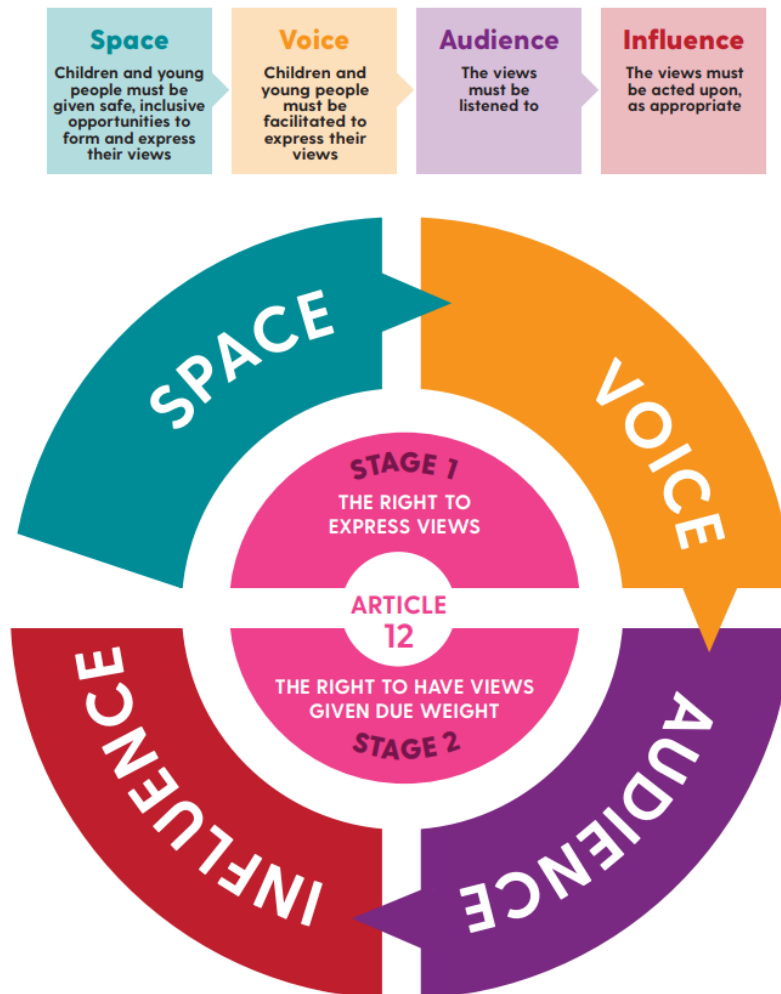 Space
Children and young
people must be
given safe, inclusive
opportunities to
form and express
their views
Voice
Children and
young people
must be
facilitated to
express their
views
Audience
The views
must be
listened to
Influence
The views must
be acted upon,
as appropriate
SPACE
VOICE
STAGE 1
THE RIGHT TO
EXPRESS VIEWS
ARTICLE
12
THE RIGHT TO HAVE VIEWS
GIVEN DUE WEIGHT
STAGE 2
AUDIENCE
INFLUENCE